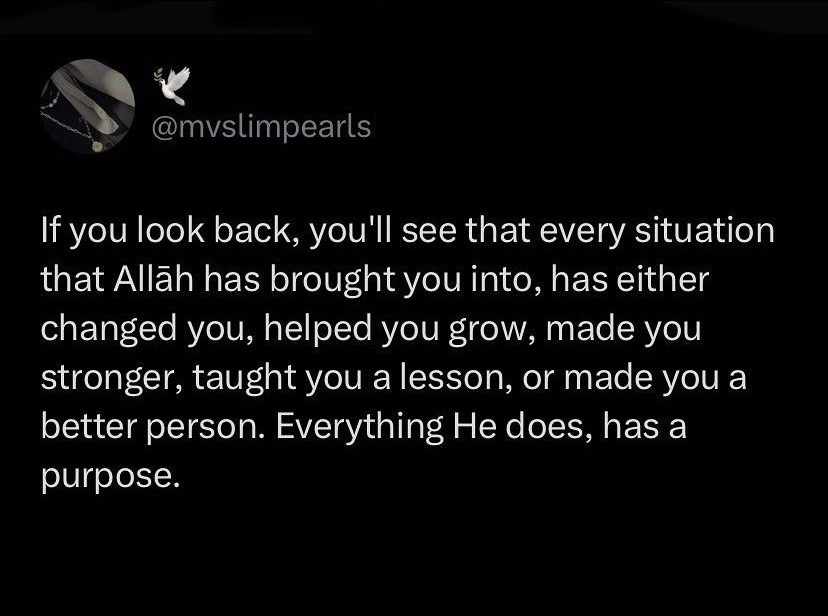 🕊️
@mvslimpearls
If you look back, you'll see that every situation
that Allāh has brought you into, has either
changed you, helped you grow, made you
stronger, taught you a lesson, or made you a
better person. Everything He does, has a
purpose.